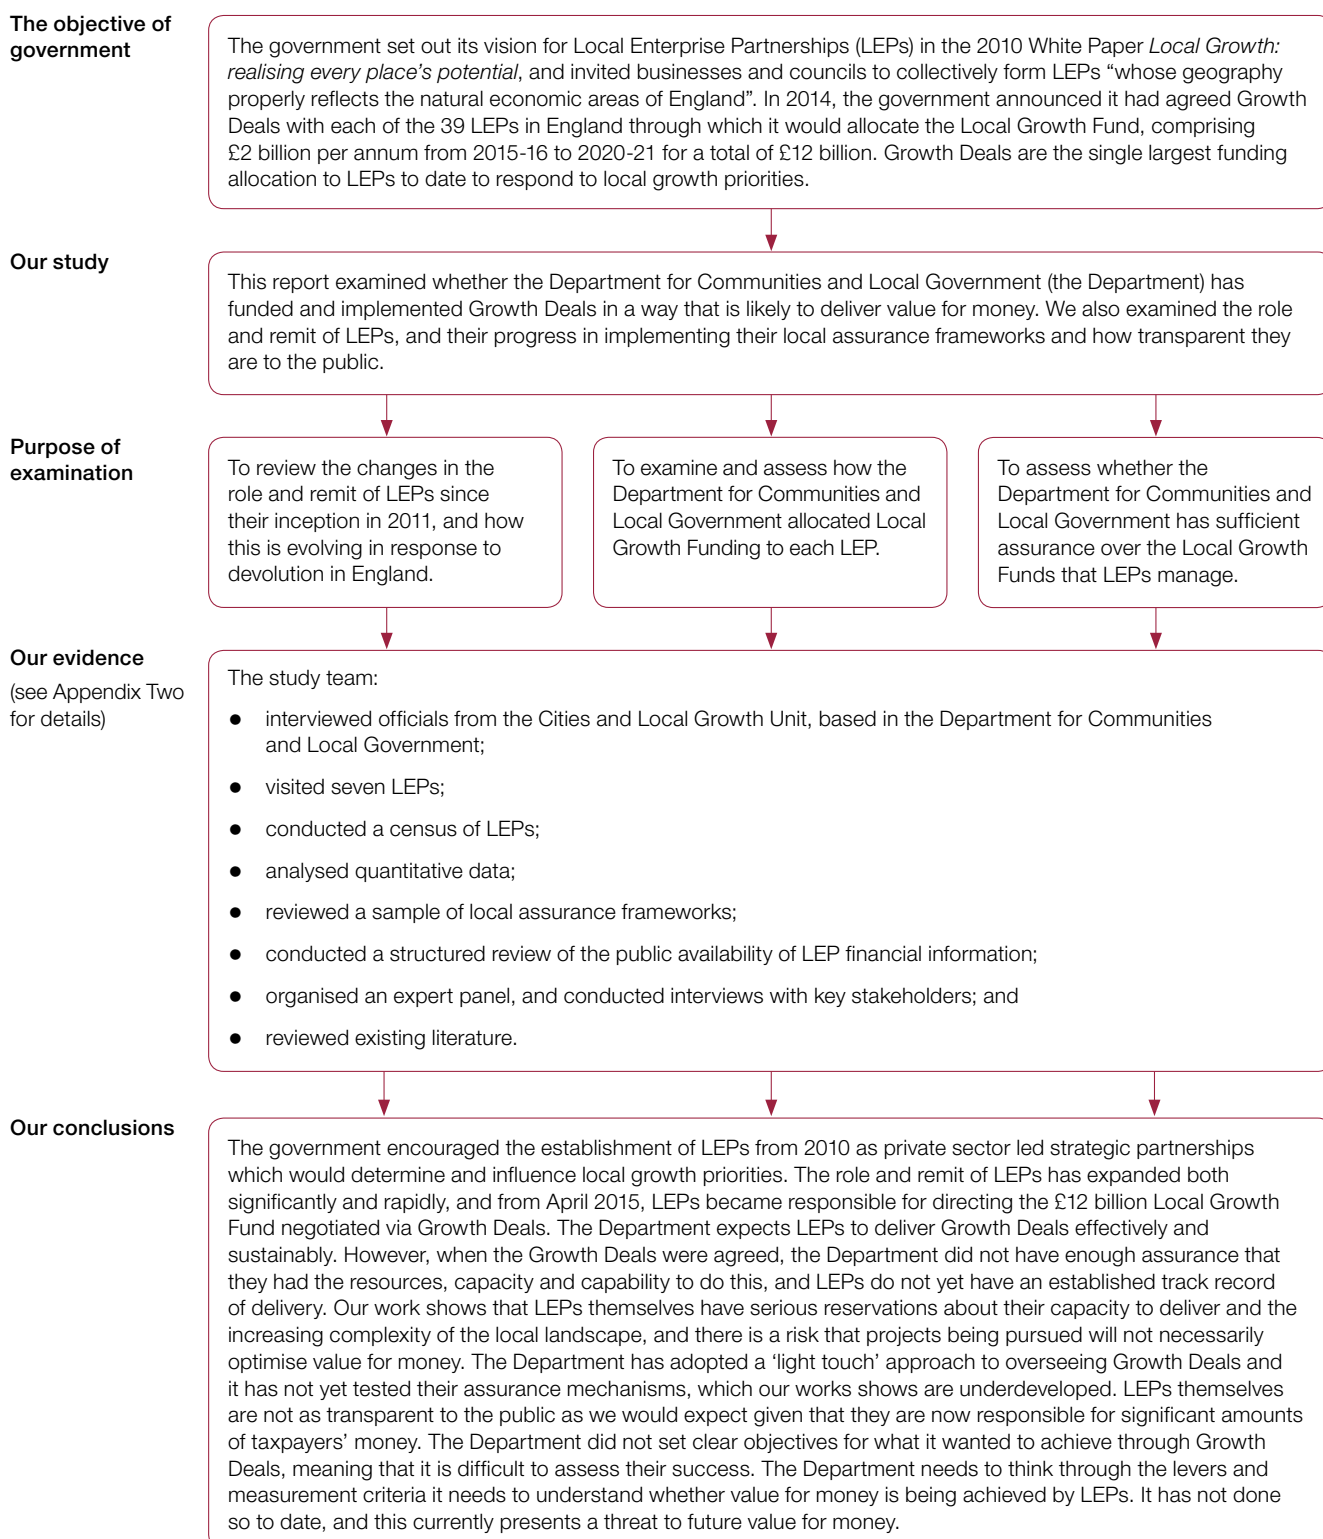 The objective of
government
The government set out its vision for Local Enterprise Partnerships (LEPs) in the 2010 White Paper Local Growth:
realising every place’s potential, and invited businesses and councils to collectively form LEPs “whose geography
properly reflects the natural economic areas of England”. In 2014, the government announced it had agreed Growth
Deals with each of the 39 LEPs in England through which it would allocate the Local Growth Fund, comprising
£2 billion per annum from 2015-16 to 2020-21 for a total of £12 billion. Growth Deals are the single largest funding
allocation to LEPs to date to respond to local growth priorities.
Our study
This report examined whether the Department for Communities and Local Government (the Department) has
funded and implemented Growth Deals in a way that is likely to deliver value for money. We also examined the role
and remit of LEPs, and their progress in implementing their local assurance frameworks and how transparent they
are to the public.
Purpose of
examination
To review the changes in the
role and remit of LEPs since
their inception in 2011, and how
this is evolving in response to
devolution in England.
To examine and assess how the
Department for Communities and
Local Government allocated Local
Growth Funding to each LEP.
To assess whether the
Department for Communities and
Local Government has sufficient
assurance over the Local Growth
Funds that LEPs manage.
Our evidence
(see Appendix Two
for details)
The study team:
● interviewed officials from the Cities and Local Growth Unit, based in the Department for Communities
and Local Government;
● visited seven LEPs;
● conducted a census of LEPs;
● analysed quantitative data;
● reviewed a sample of local assurance frameworks;
● conducted a structured review of the public availability of LEP financial information;
● organised an expert panel, and conducted interviews with key stakeholders; and
● reviewed existing literature.
Our conclusions
The government encouraged the establishment of LEPs from 2010 as private sector led strategic partnerships
which would determine and influence local growth priorities. The role and remit of LEPs has expanded both
significantly and rapidly, and from April 2015, LEPs became responsible for directing the £12 billion Local Growth
Fund negotiated via Growth Deals. The Department expects LEPs to deliver Growth Deals effectively and
sustainably. However, when the Growth Deals were agreed, the Department did not have enough assurance that
they had the resources, capacity and capability to do this, and LEPs do not yet have an established track record
of delivery. Our work shows that LEPs themselves have serious reservations about their capacity to deliver and the
increasing complexity of the local landscape, and there is a risk that projects being pursued will not necessarily
optimise value for money. The Department has adopted a ‘light touch’ approach to overseeing Growth Deals and
it has not yet tested their assurance mechanisms, which our works shows are underdeveloped. LEPs themselves
are not as transparent to the public as we would expect given that they are now responsible for significant amounts
of taxpayers’ money. The Department did not set clear objectives for what it wanted to achieve through Growth
Deals, meaning that it is difficult to assess their success. The Department needs to think through the levers and
measurement criteria it needs to understand whether value for money is being achieved by LEPs. It has not done
so to date, and this currently presents a threat to future value for money.